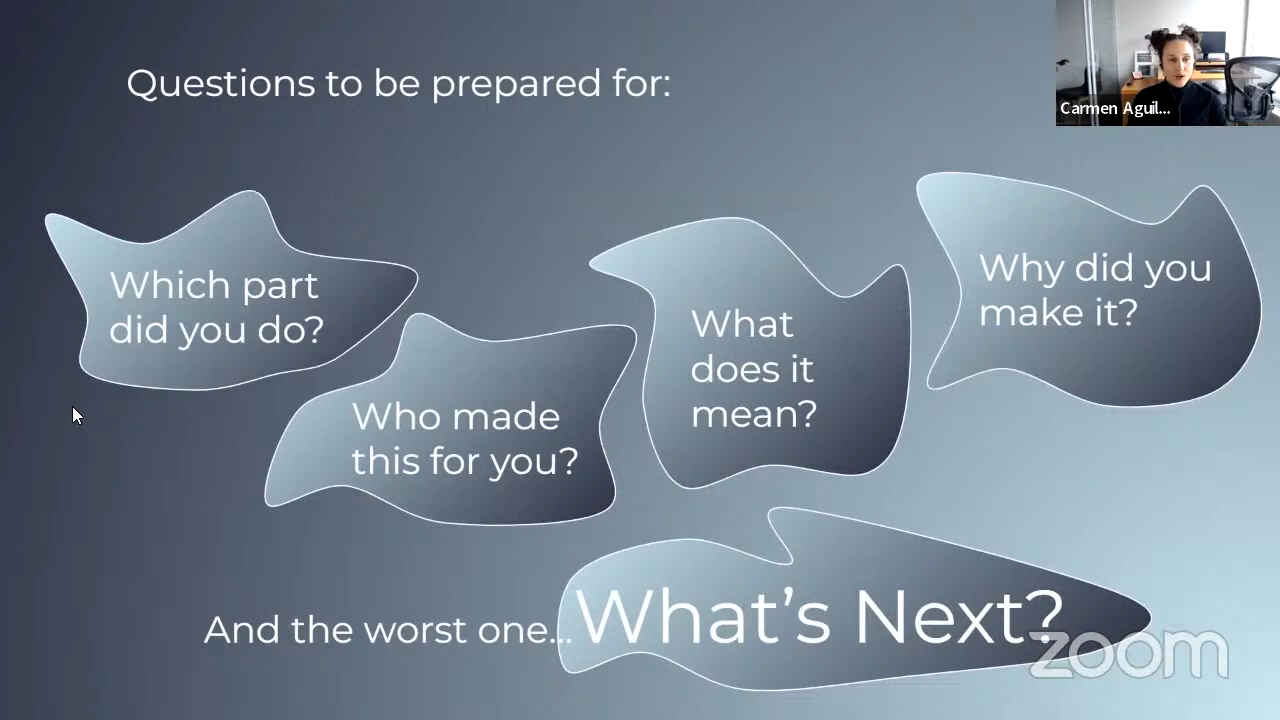 Questions to be prepared for:
Carmen Aguil...
Which part
did you do?
Who made
this for you?
What
does it
mean?
Why did you
make it?
And the worst one...What's Next?
zoom